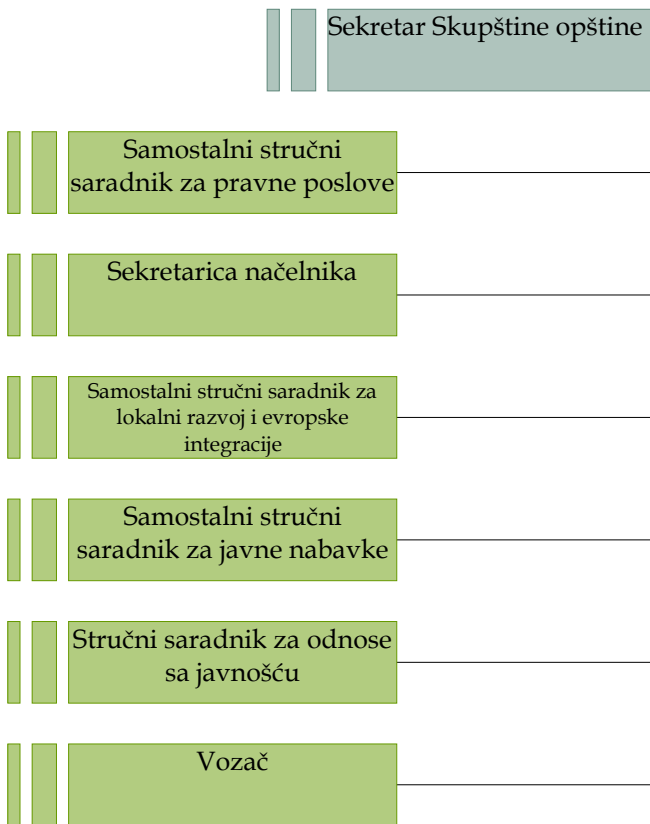 Sekretar Skupštine opštine
Samostalni stručni
saradnik za pravne poslove
Sekretarica načelnika
Samostalni stručni saradnik za
lokalni razvoj i evropske
integracije
Samostalni stručni
saradnik za javne nabavke
Stručni saradnik za odnose
sa javnošću
Vozač